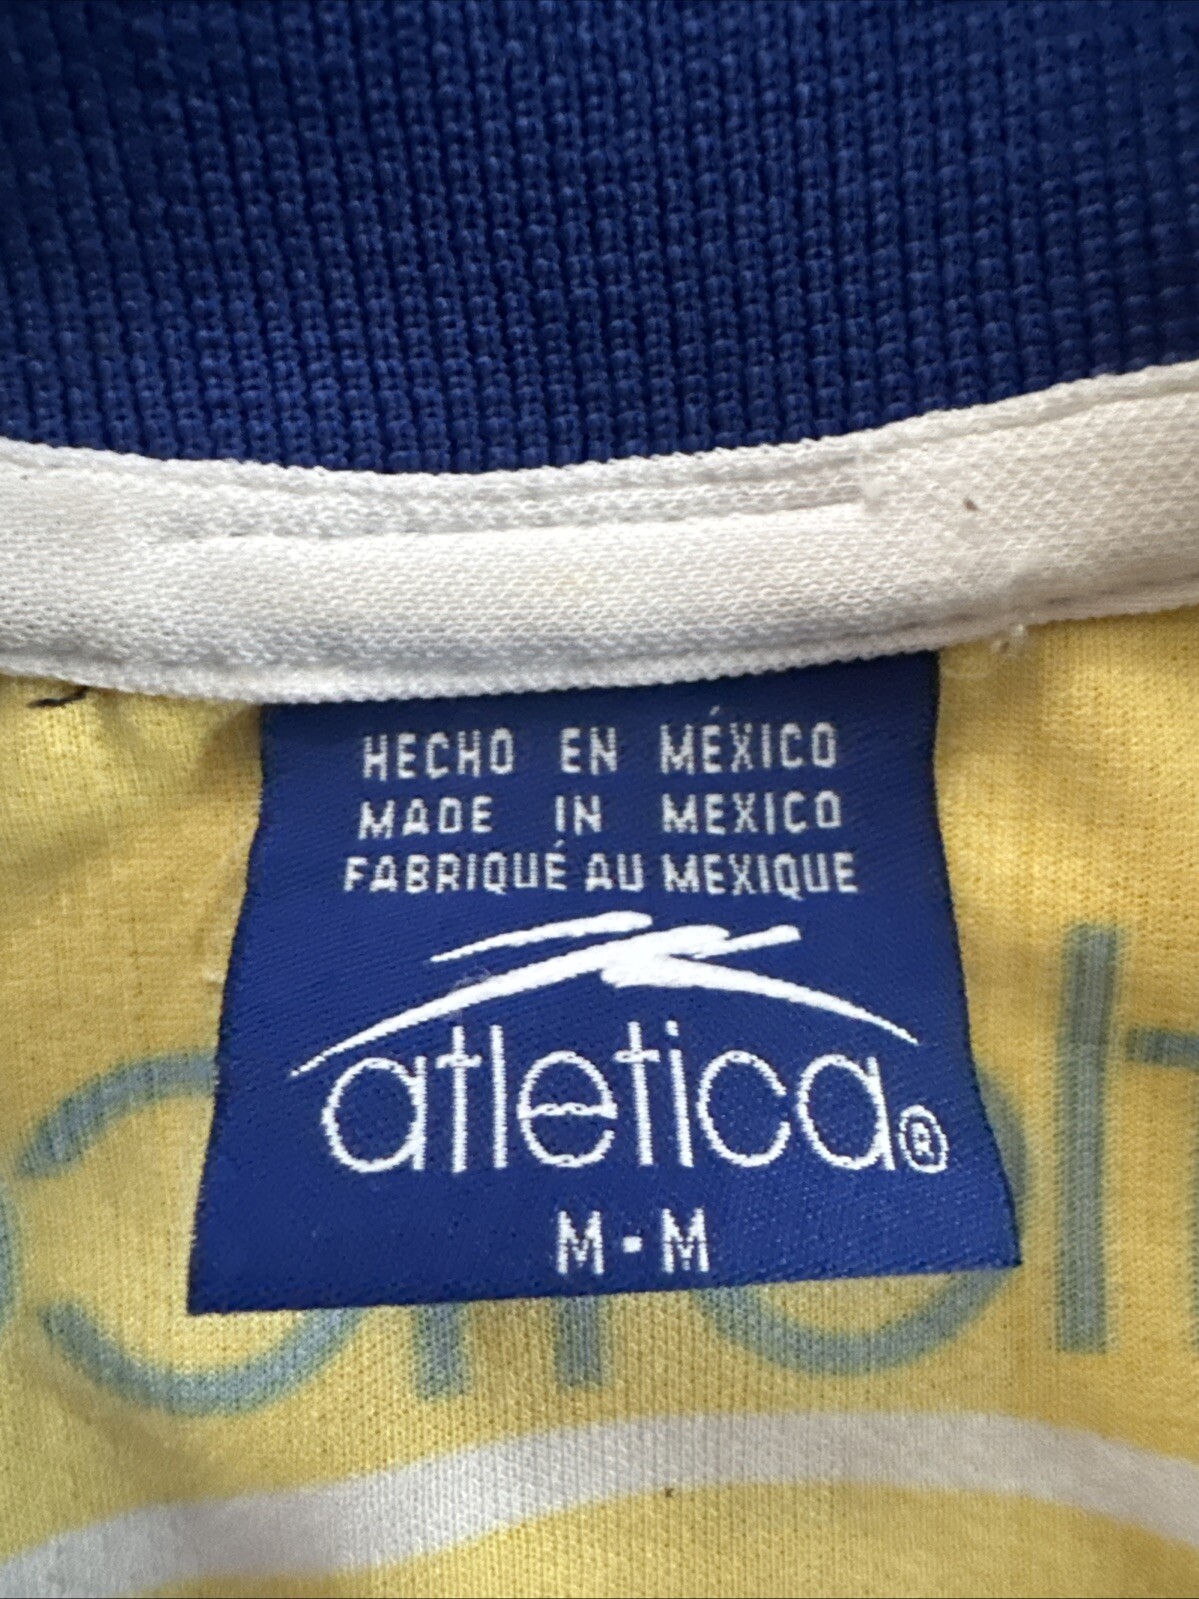 HECHO EN MÉXICO
MADE IN MEXICO
FABRIQUÉ AU MEXIQUE
atletica®
M·M